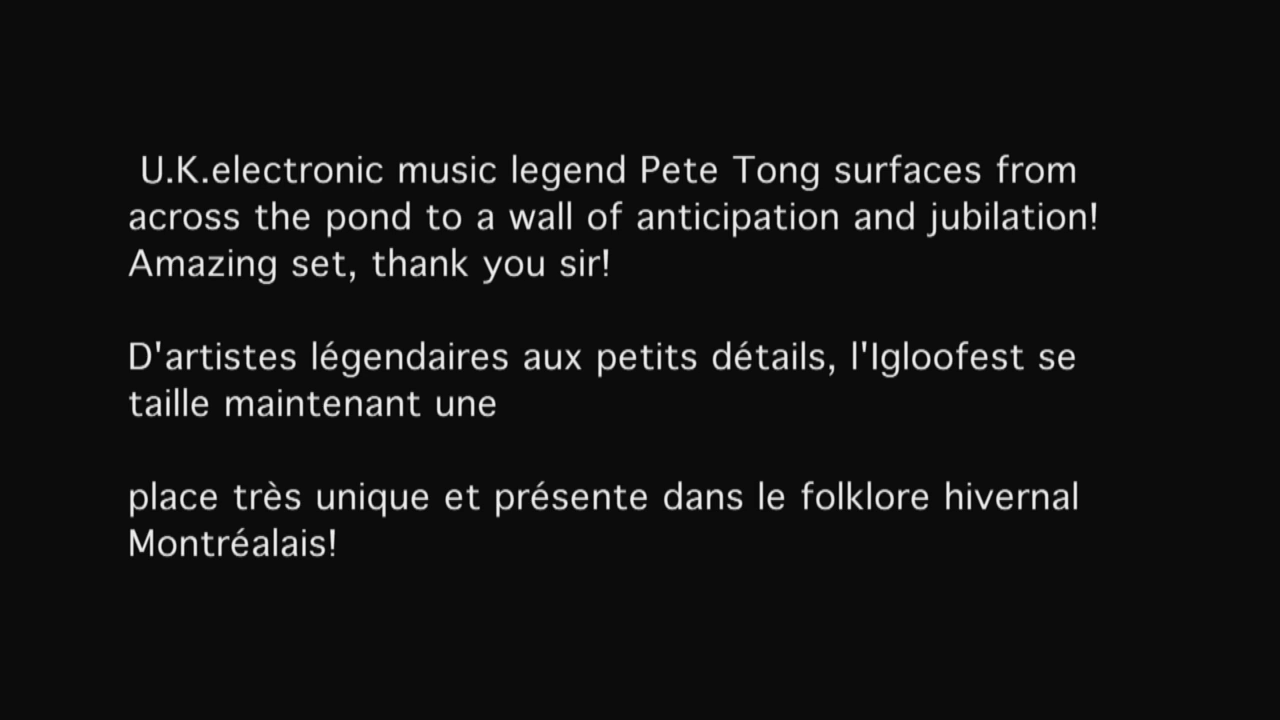 U.K.electronic music legend Pete Tong surfaces from
across the pond to a wall of anticipation and jubilation!
Amazing set, thank you sir!
D'artistes légendaires aux petits détails, l'Igloofest se
taille maintenant une
place très unique et présente dans le folklore hivernal
Montréalais!